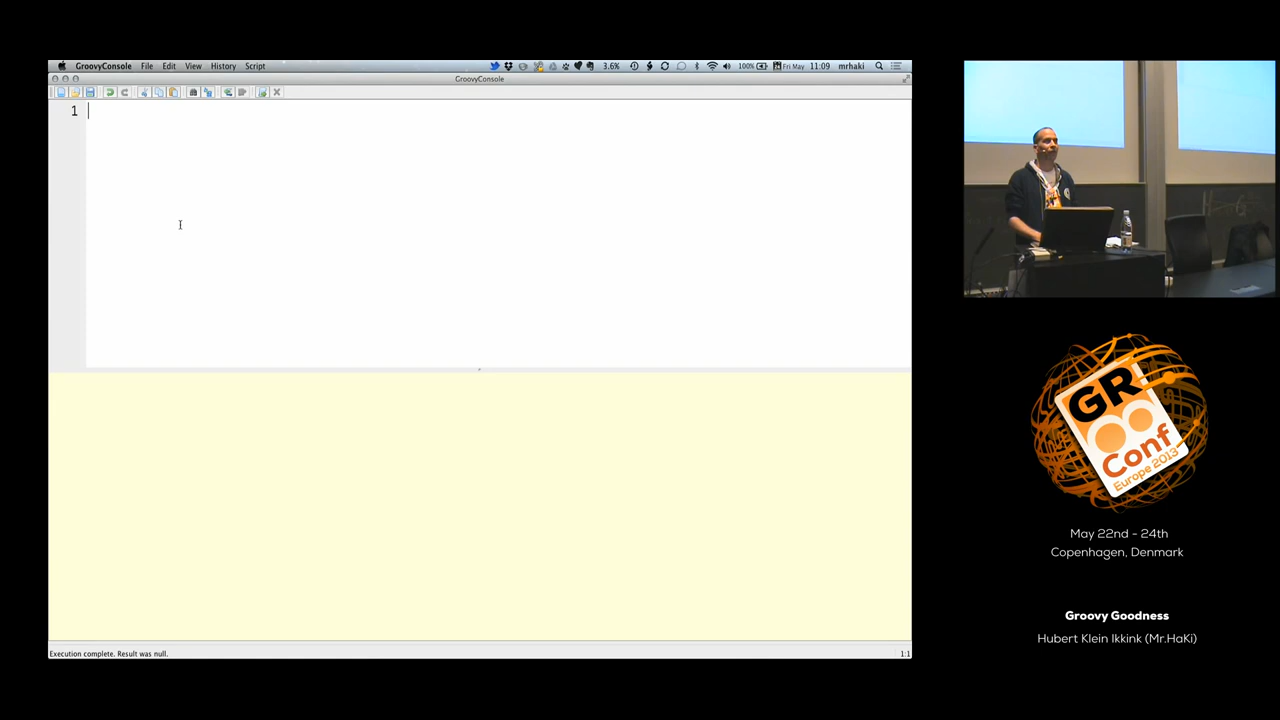 GroovyConsole File Edit View History Script
3.6%
100%
Fri May 11:09 mrhaki
GroovyConsole
1
Execution complete. Result was null.
1:1
GR8
Conf
Europe 2013
May 22nd - 24th
Copenhagen, Denmark
Groovy Goodness
Hubert Klein Ikkink (Mr.HaKi)